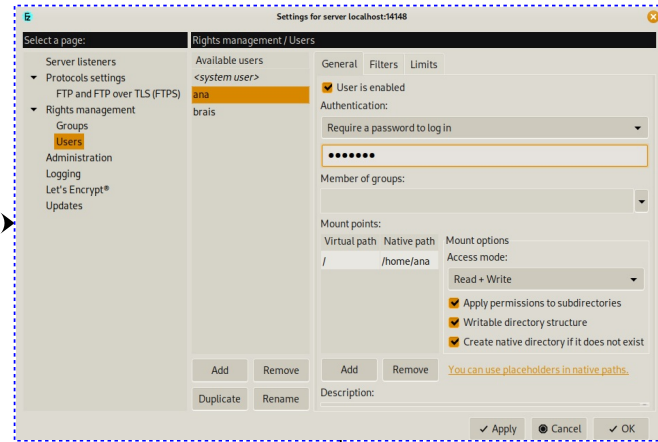 Settings for server localhost:14148
Select a page:
Server listeners
Protocols settings
FTP and FTP over TLS (FTPS)
Rights management
Groups
Users
Administration
Logging
Let's Encrypt®
Updates
Rights management / Users
Available users
<system user>
ana
brais
Add Remove
Duplicate Rename
General Filters Limits
User is enabled
Authentication:
Require a password to log in
●●●●●●●
Member of groups:
Mount points:
Virtual path Native path
/ /home/ana
Add Remove
Mount options
Access mode:
Read + Write
Apply permissions to subdirectories
Writable directory structure
Create native directory if it does not exist
You can use placeholders in native paths.
Description:
Apply Cancel OK